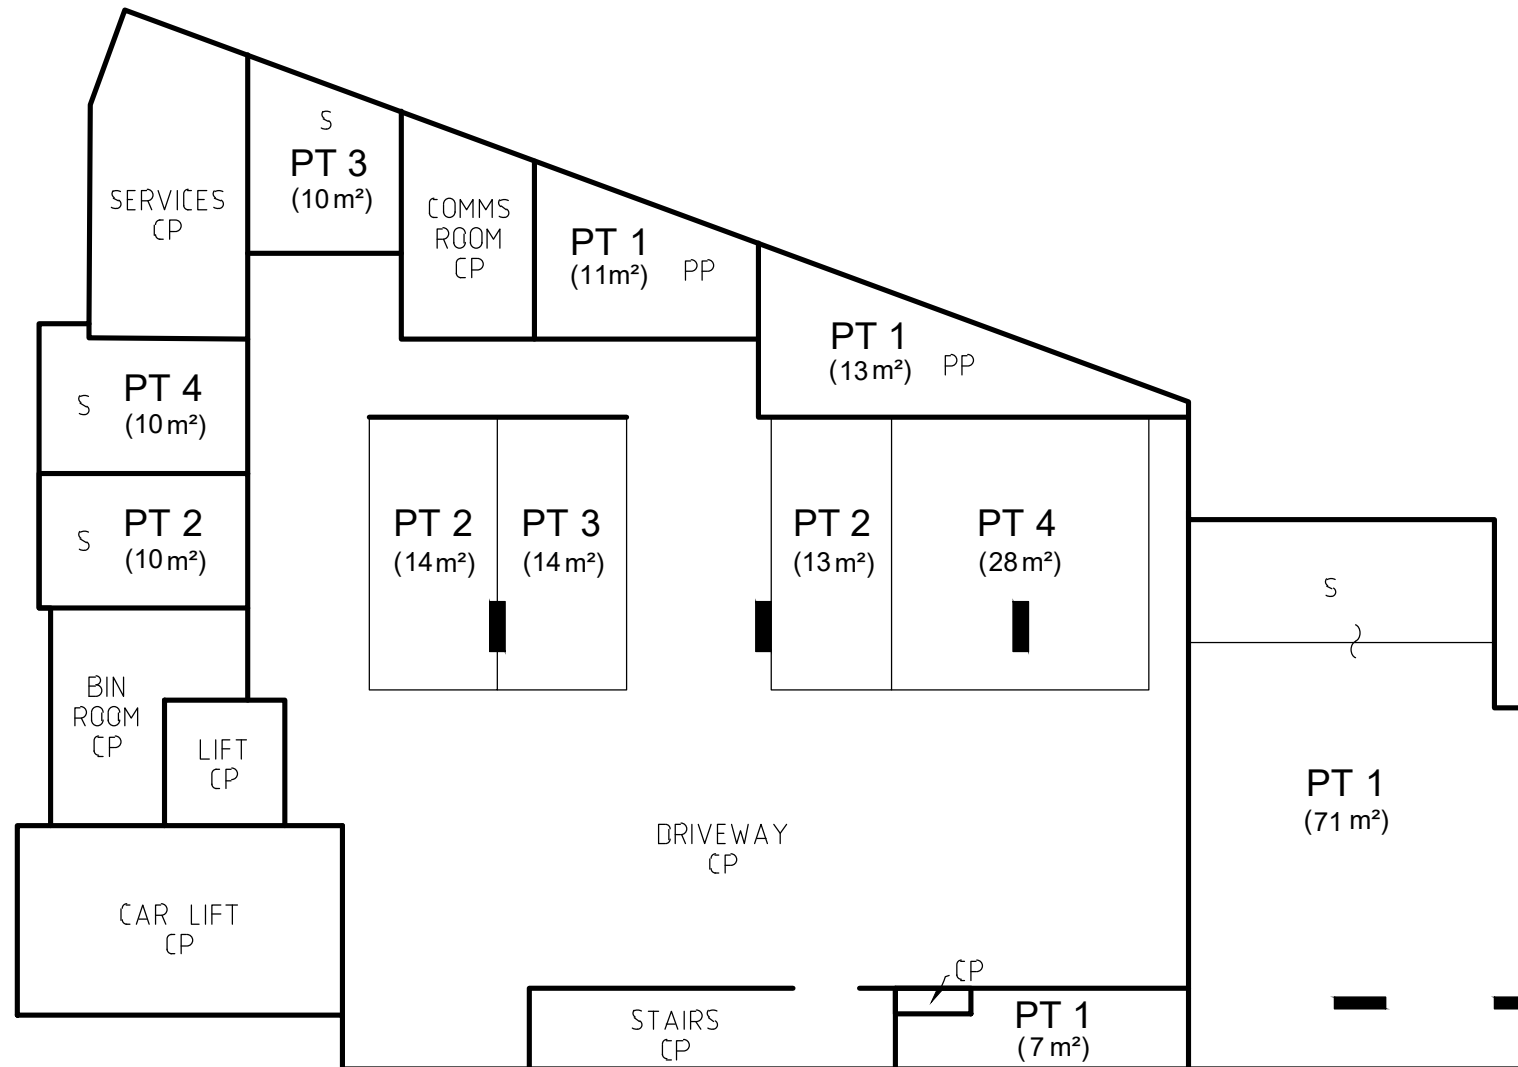 S
PT 3
(10 m²)
SERVICES
CP
COMMS
ROOM
CP
PT 1
(11m²)
PP
PT 1
(13 m²)
PP
S
PT 4
(10 m²)
S
PT 2
(10 m²)
PT 2
(14 m²)
PT 3
(14 m²)
PT 2
(13 m²)
PT 4
(28 m²)
S
BIN
ROOM
CP
LIFT
CP
PT 1
(71 m²)
DRIVEWAY
CP
CAR LIFT
CP
CP
STAIRS
CP
PT 1
(7 m²)